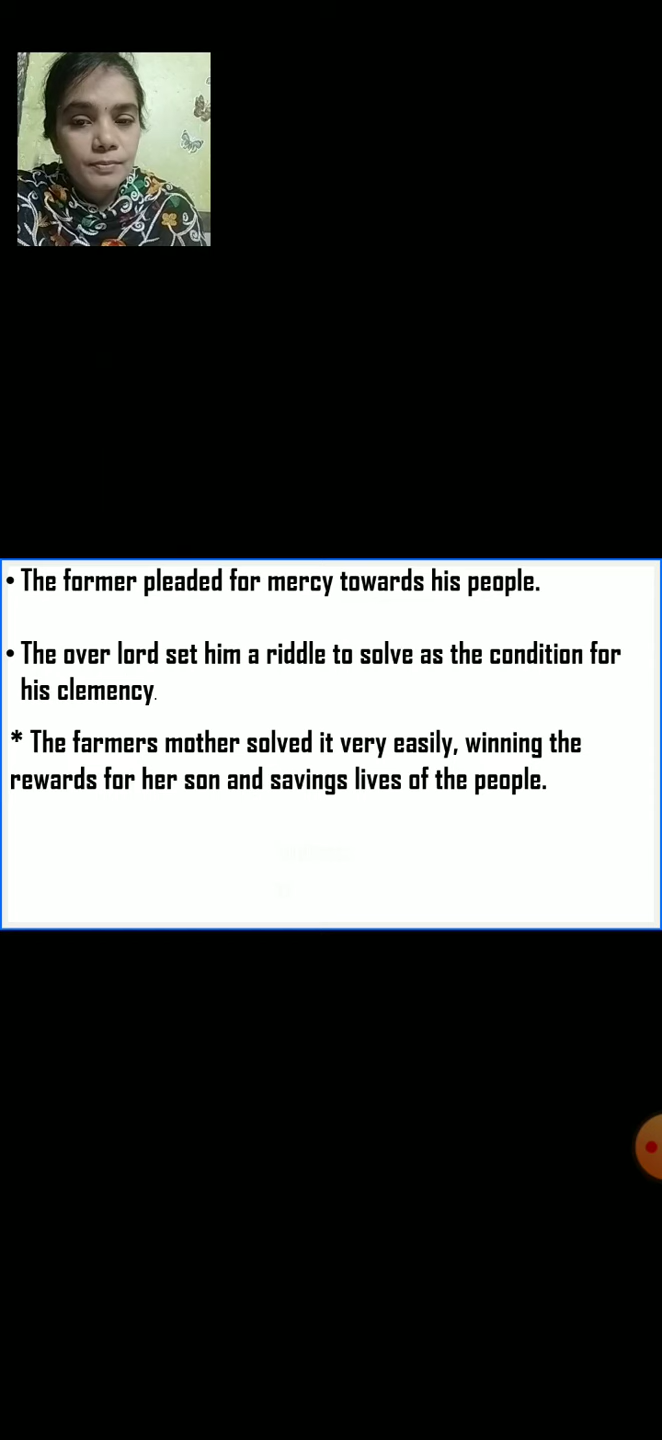 • The former pleaded for mercy towards his people.
• The over lord set him a riddle to solve as the condition for
his clemency.
* The farmers mother solved it very easily, winning the
rewards for her son and savings lives of the people.